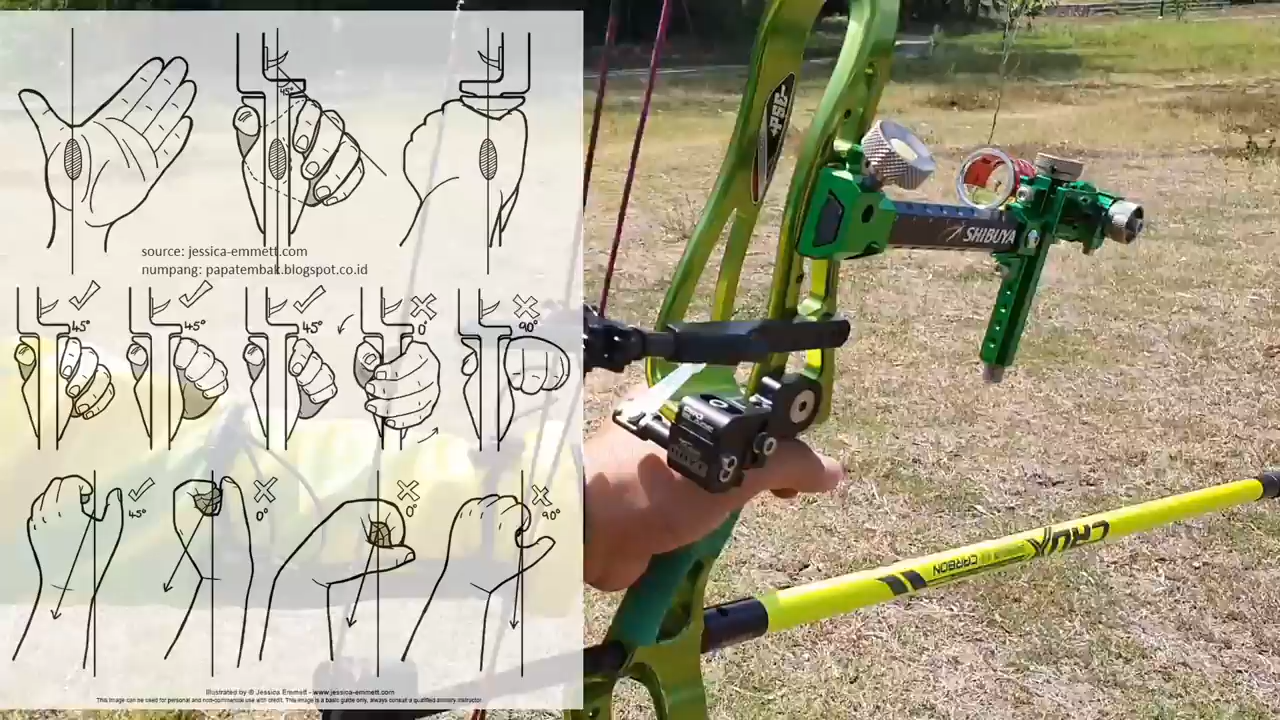 45°
source: jessica-emmett.com
numpang: papatembak.blogspot.co.id
45°
45°
45°
0°
90°
45°
0°
0°
90°
Illustrated by © Jessica Emmett - www.jessica-emmett.com
This image can be used for personal and non-commercial use with credit. This image is a basic guide only, always consult a qualified archery instructor.
PSE
SHIBUYA
CARBON
CRUX